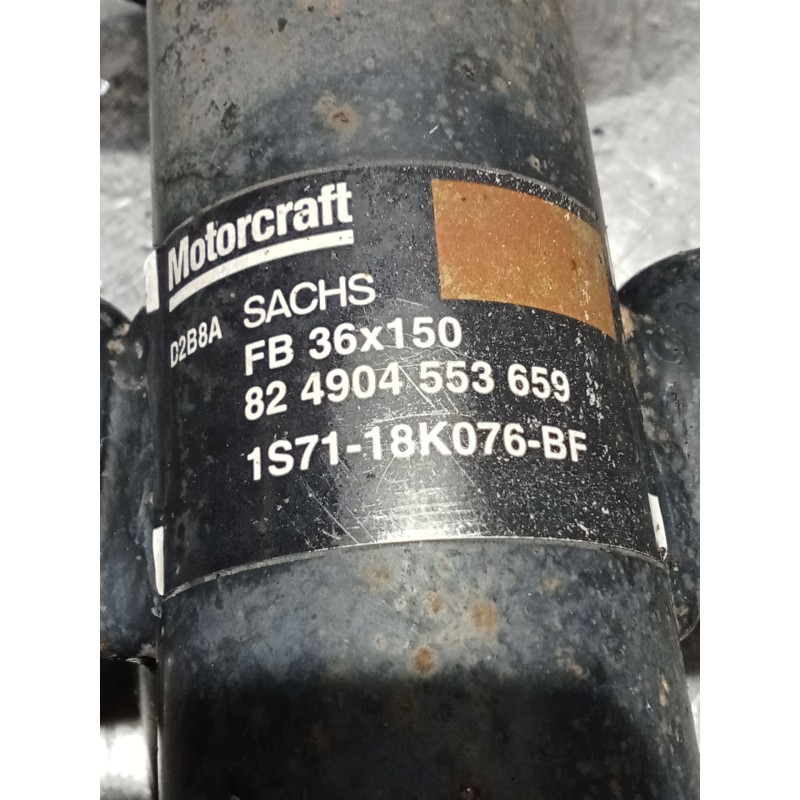 Motorcraft
D2B8A SACHS
FB 36x150
82 4904 553 659
1S71-18K076-BF